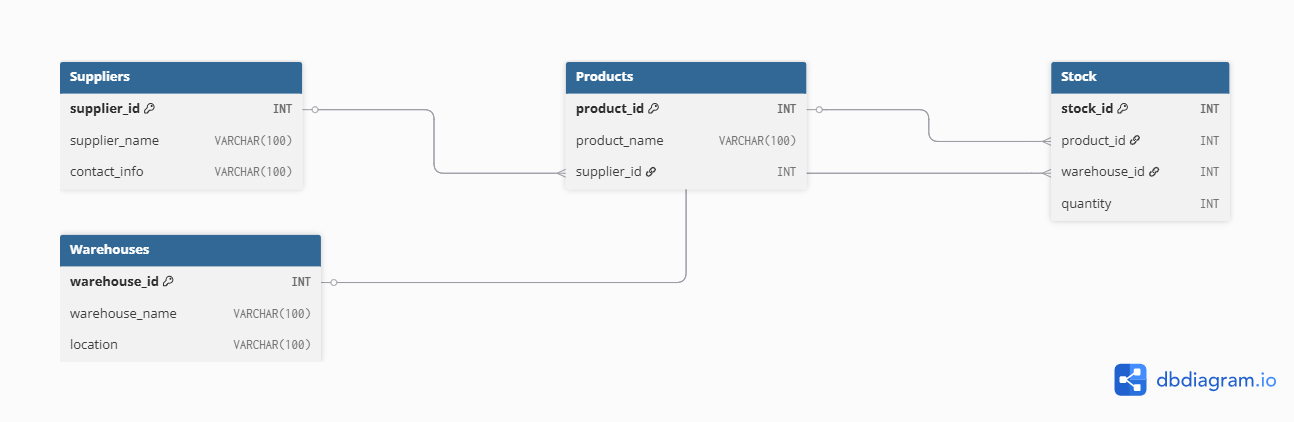 Suppliers
supplier_id INT
supplier_name VARCHAR(100)
contact_info VARCHAR(100)
Products
product_id INT
product_name VARCHAR(100)
supplier_id INT
Stock
stock_id INT
product_id INT
warehouse_id INT
quantity INT
Warehouses
warehouse_id INT
warehouse_name VARCHAR(100)
location VARCHAR(100)
dbdiagram.io